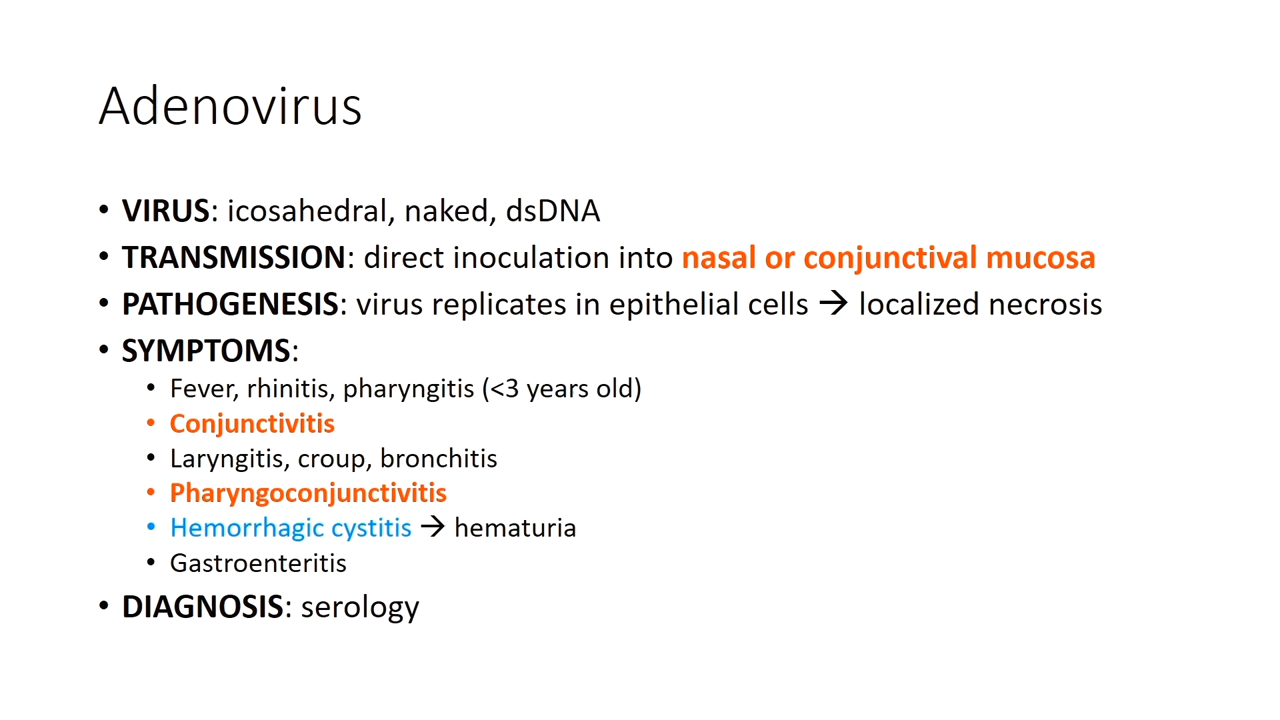 Adenovirus
• VIRUS: icosahedral, naked, dsDNA
• TRANSMISSION: direct inoculation into nasal or conjunctival mucosa
• PATHOGENESIS: virus replicates in epithelial cells → localized necrosis
• SYMPTOMS:
• Fever, rhinitis, pharyngitis (<3 years old)
• Conjunctivitis
• Laryngitis, croup, bronchitis
• Pharyngoconjunctivitis
• Hemorrhagic cystitis → hematuria
• Gastroenteritis
• DIAGNOSIS: serology